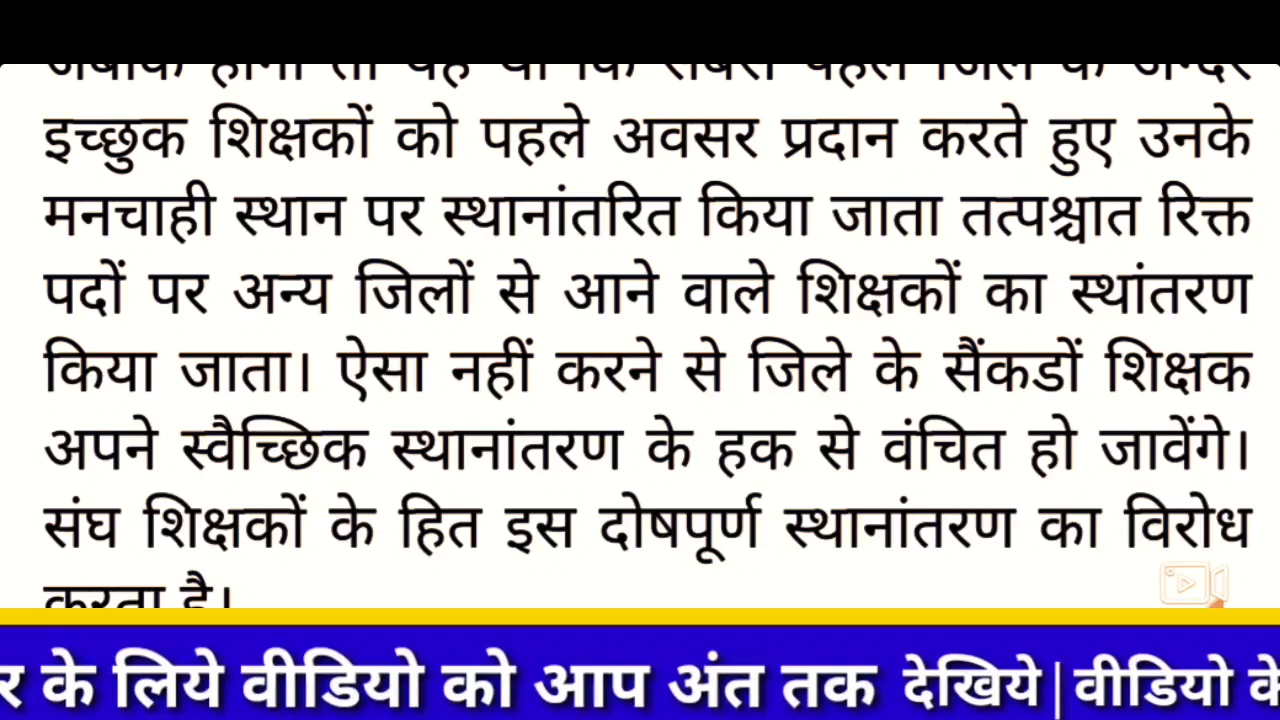 इच्छुक शिक्षकों को पहले अवसर प्रदान करते हुए उनके
मनचाही स्थान पर स्थानांतरित किया जाता तत्पश्चात रिक्त
पदों पर अन्य जिलों से आने वाले शिक्षकों का स्थांतरण
किया जाता। ऐसा नहीं करने से जिले के सैंकडों शिक्षक
अपने स्वैच्छिक स्थानांतरण के हक से वंचित हो जावेंगे।
संघ शिक्षकों के हित इस दोषपूर्ण स्थानांतरण का विरोध
करता है।
र के लिये वीडियो को आप अंत तक देखिये | वीडियो के